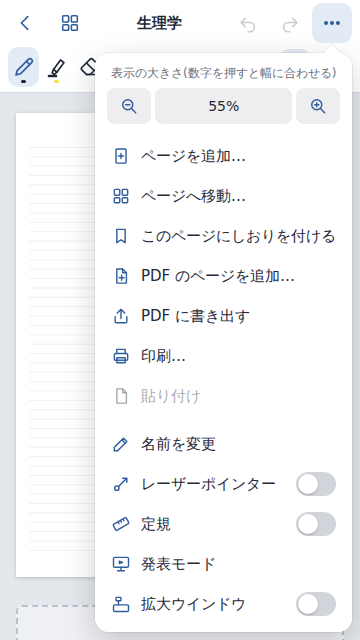 生理学
表示の大きさ(数字を押すと幅に合わせる)
55%
ページを追加…
ページへ移動…
このページにしおりを付ける
PDF のページを追加…
PDF に書き出す
印刷…
貼り付け
名前を変更
レーザーポインター
定規
発表モード
拡大ウインドウ